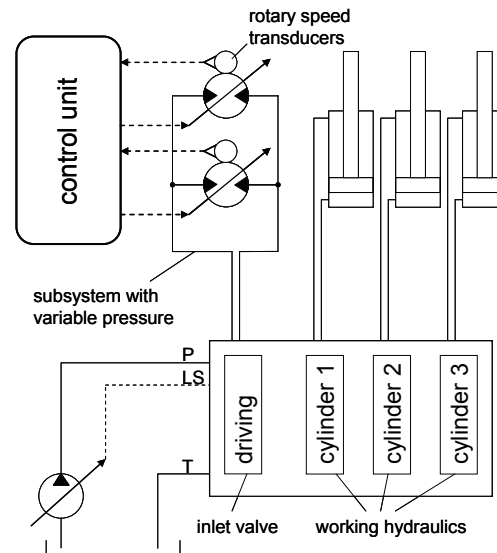 rotary speed
transducers
control unit
subsystem with
variable pressure
P
LS
T
driving
cylinder 1
cylinder 2
cylinder 3
inlet valve
working hydraulics